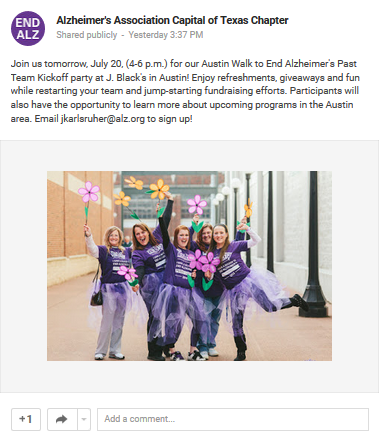 END
ALZ
Alzheimer's Association Capital of Texas Chapter
Shared publicly - Yesterday 3:37 PM
Join us tomorrow, July 20, (4-6 p.m.) for our Austin Walk to End Alzheimer's Past
Team Kickoff party at J. Black's in Austin! Enjoy refreshments, giveaways and fun
while restarting your team and jump-starting fundraising efforts. Participants will
also have the opportunity to learn more about upcoming programs in the Austin
area. Email jkarlsruher@alz.org to sign up!
+1
Add a comment...